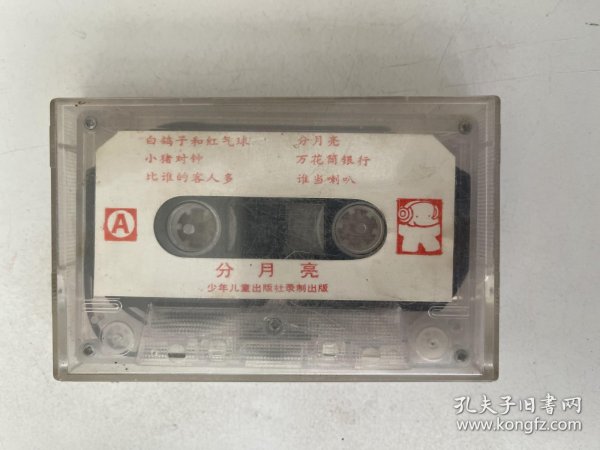 白鸽子和红气球 分月亮
小猪时钟 万花筒银行
比谁的客人多 谁当喇叭
A
分月亮
少年儿童出版社录制出版
孔夫子旧书网
www.kongfz.com